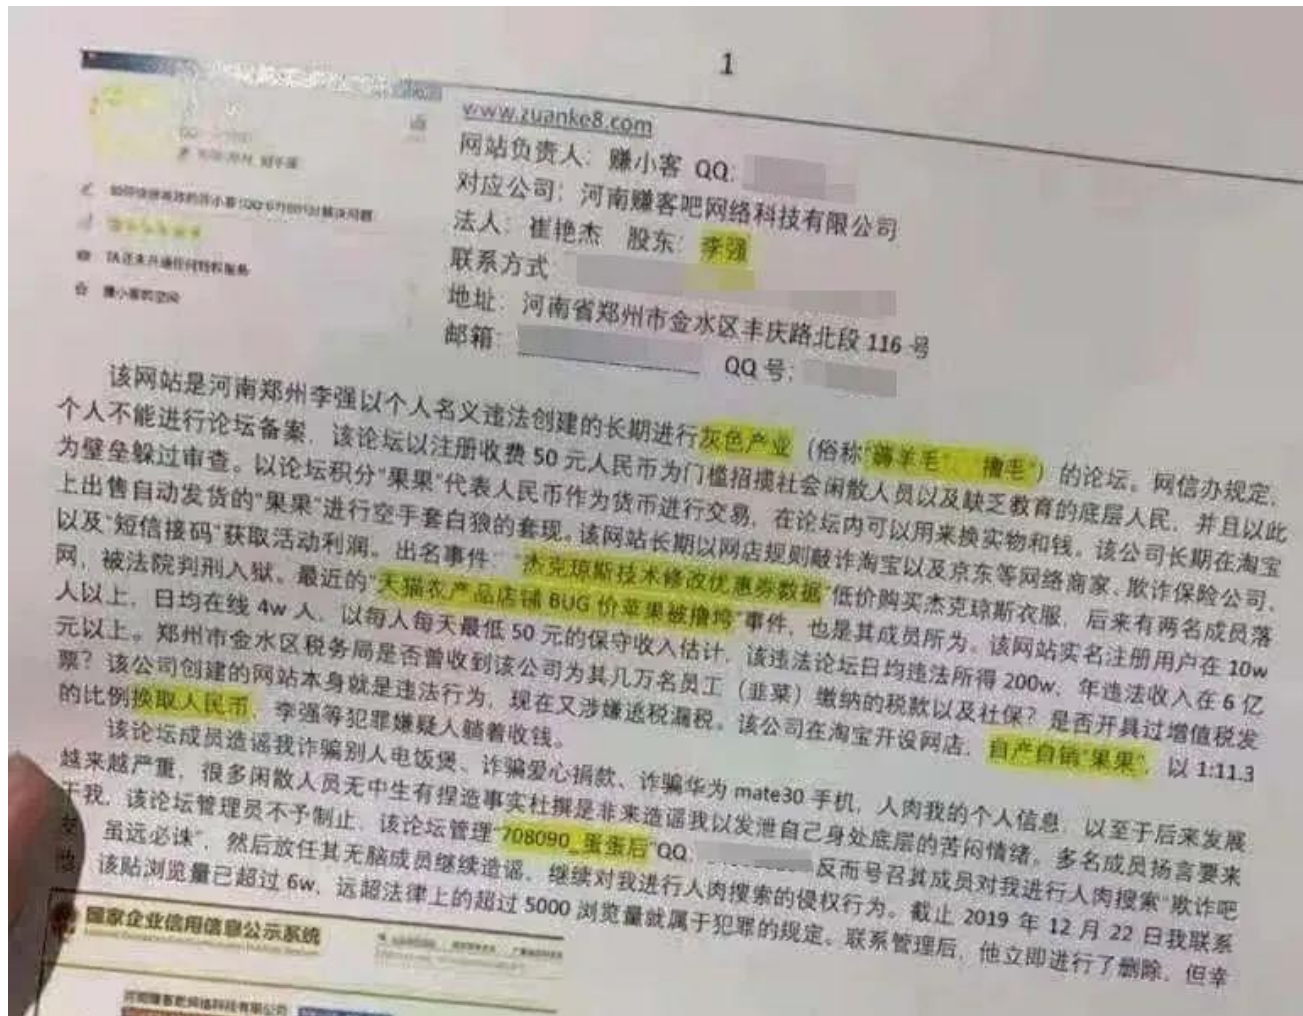 1
www.zuanke8.com
网站负责人：赚小客 QQ:
对应公司：河南赚客吧网络科技有限公司
法人：崔艳杰 股东：李强
联系方式
地址：河南省郑州市金水区丰庆路北段 116 号
邮箱：
QQ 号:
赚小客的空间
该网站是河南郑州李强以个人名义违法创建的长期进行灰色产业（俗称“薅羊毛”、撸毛”）的论坛。网信办规定，
个人不能进行论坛备案，该论坛以注册收费 50 元人民币为门槛招揽社会闲散人员以及缺乏教育的底层人民，并且以此
为壁垒躲过审查。以论坛积分“果果”代表人民币作为货币进行交易，在论坛内可以用来换实物和钱。该公司长期在淘宝
上出售自动发货的“果果”进行空手套白狼的套现。该网站长期以网店规则敲诈淘宝以及京东等网络商家、欺诈保险公司、
以及“短信接码”获取活动利润。出名事件“杰克琼斯技术修改优惠券数据”低价购买杰克琼斯衣服，后来有两名成员落
网，被法院判刑入狱。最近的“天猫农产品店铺 BUG 价苹果被撸垮”事件，也是其成员所为。该网站实名注册用户在 10w
人以上，日均在线 4w 人，以每人每天最低 50 元的保守收入估计，该违法论坛日均违法所得 200w，年违法收入在 6 亿
元以上。郑州市金水区税务局是否曾收到该公司为其几万名员工（韭菜）缴纳的税款以及社保？是否开具过增值税发
票？该公司创建的网站本身就是违法行为，现在又涉嫌逃税漏税。该公司在淘宝开设网店，自产自销“果果”，以 1:11.3
的比例换取人民币，李强等犯罪嫌疑人躺着收钱。
该论坛成员造谣我诈骗别人电饭煲、诈骗爱心捐款、诈骗华为 mate30 手机，人肉我的个人信息，以至于后来发展
越来越严重，很多闲散人员无中生有捏造事实杜撰是非来造谣我以发泄自己身处底层的苦闷情绪。多名成员扬言要来
于我，该论坛管理员不予制止，该论坛管理“708090_蛋蛋后”QQ, 反而号召其成员对我进行人肉搜索“欺诈吧
虽远必诛”，然后放任其无脑成员继续造谣，继续对我进行人肉搜索的侵权行为。截止 2019 年 12 月 22 日我联系
该贴浏览量已超过 6w，远超法律上的超过 5000 浏览量就属于犯罪的规定。联系管理后，他立即进行了删除，但幸
国家企业信用信息公示系统
河南赚客吧网络科技有限公司